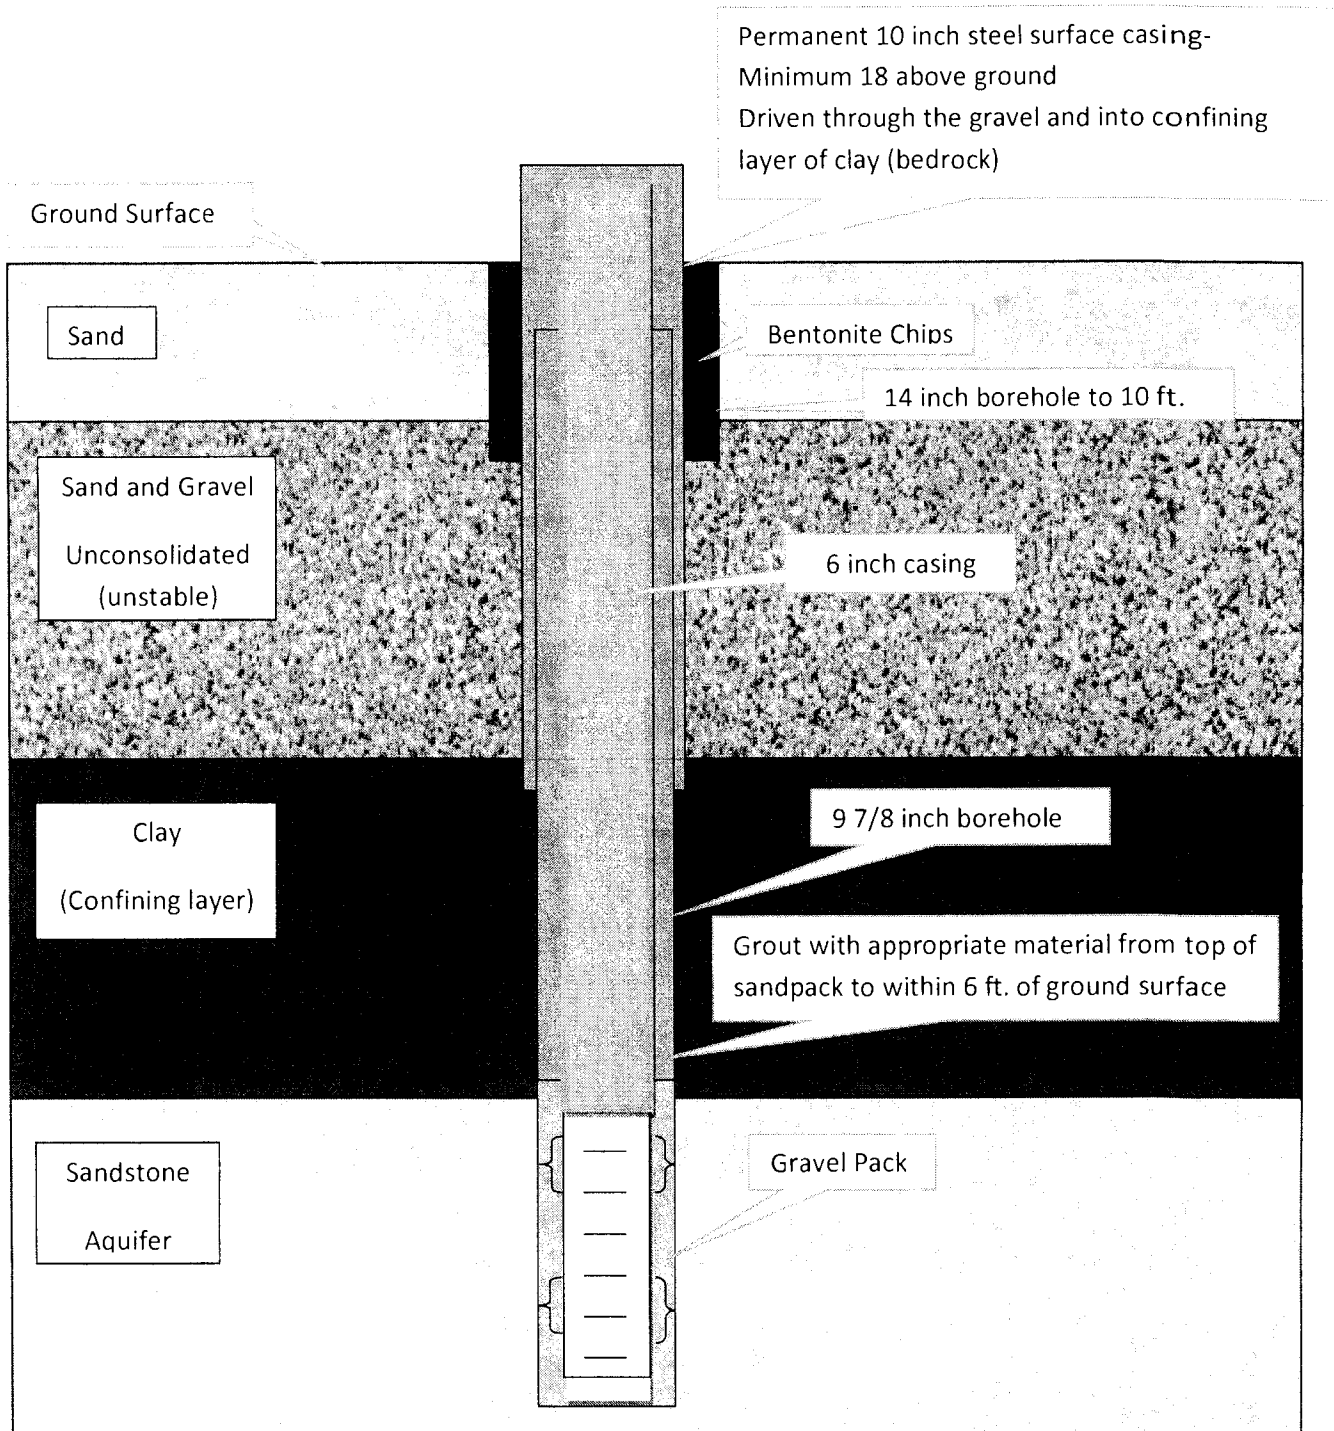 Permanent 10 inch steel surface casing-
Minimum 18 above ground
Driven through the gravel and into confining
layer of clay (bedrock)
Ground Surface
Sand
Bentonite Chips
14 inch borehole to 10 ft.
Sand and Gravel
Unconsolidated
(unstable)
6 inch casing
9 7/8 inch borehole
Clay
(Confining layer)
Grout with appropriate material from top of
sandpack to within 6 ft. of ground surface
Gravel Pack
Sandstone
Aquifer